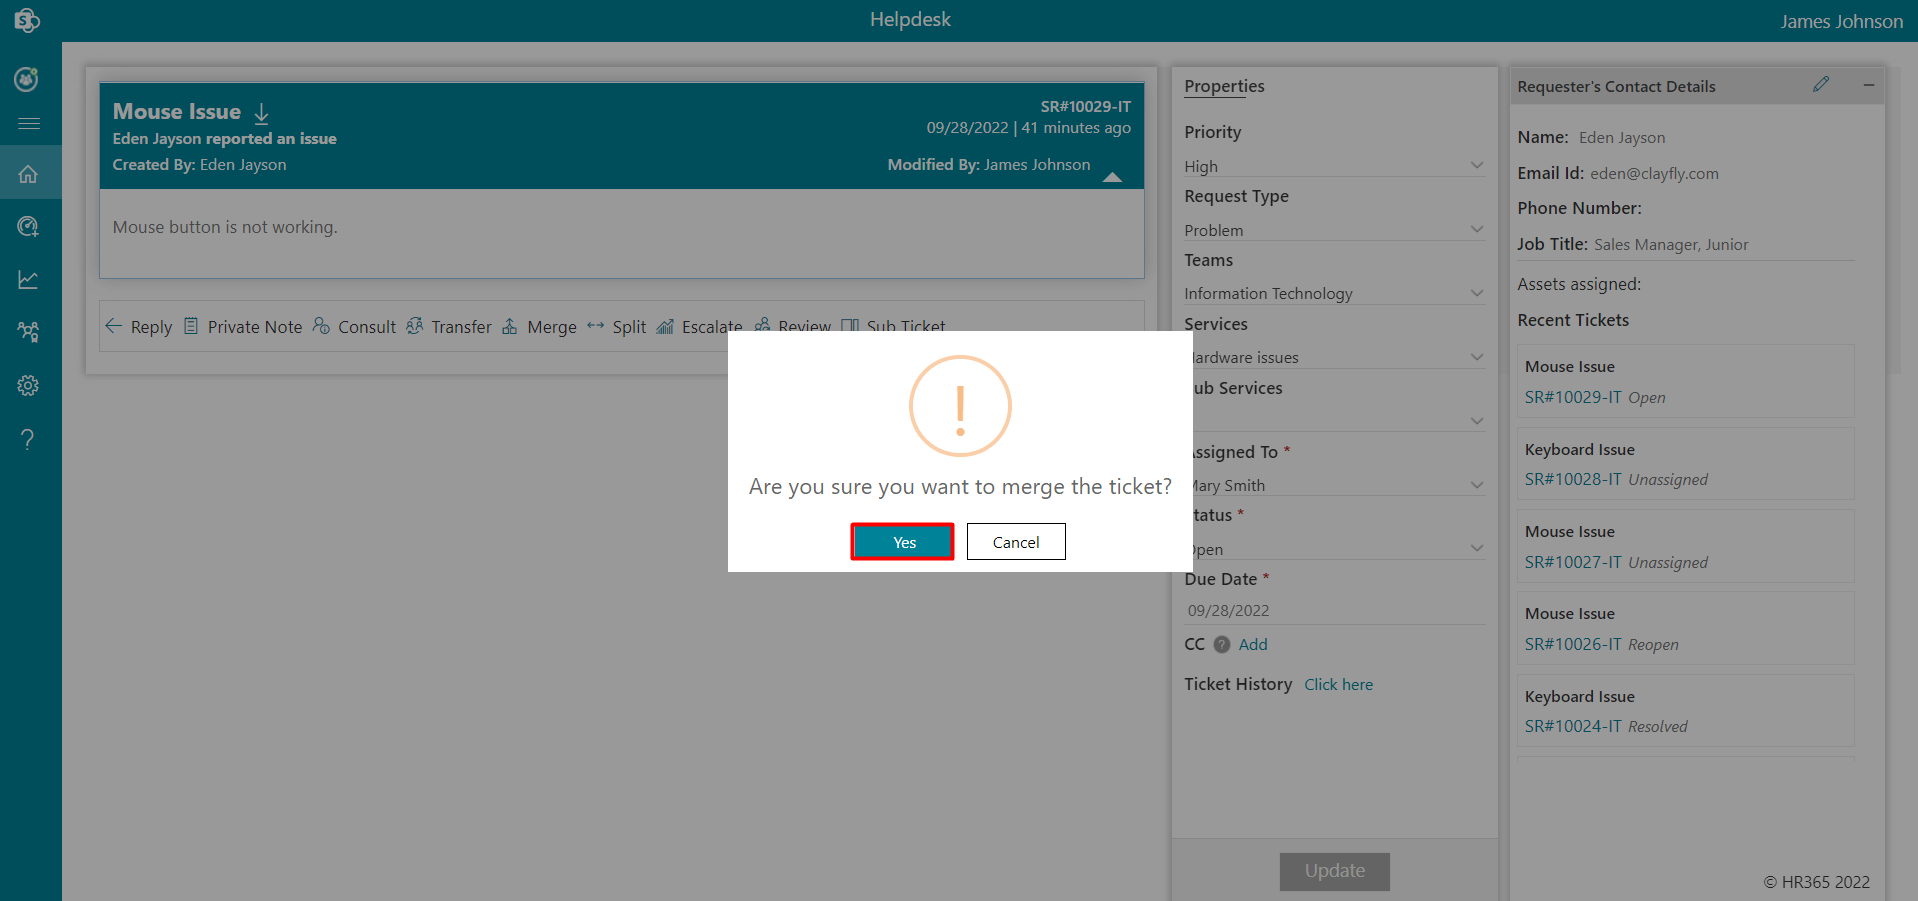 Helpdesk
James Johnson
Mouse Issue
SR#10029-IT
Eden Jayson reported an issue
09/28/2022 | 41 minutes ago
Created By: Eden Jayson
Modified By: James Johnson
Mouse button is not working.
Reply Private Note Consult Transfer Merge Split Escalate Review Sub Ticket
!
Are you sure you want to merge the ticket?
Yes
Cancel
Properties
Priority
High
Request Type
Problem
Teams
Information Technology
Services
ardware issues
ub Services
ssigned To *
Mary Smith
tatus *
pen
Due Date *
09/28/2022
CC ? Add
Ticket History Click here
Update
Requester's Contact Details
Name: Eden Jayson
Email Id: eden@clayfly.com
Phone Number:
Job Title: Sales Manager, Junior
Assets assigned:
Recent Tickets
Mouse Issue
SR#10029-IT Open
Keyboard Issue
SR#10028-IT Unassigned
Mouse Issue
SR#10027-IT Unassigned
Mouse Issue
SR#10026-IT Reopen
Keyboard Issue
SR#10024-IT Resolved
© HR365 2022